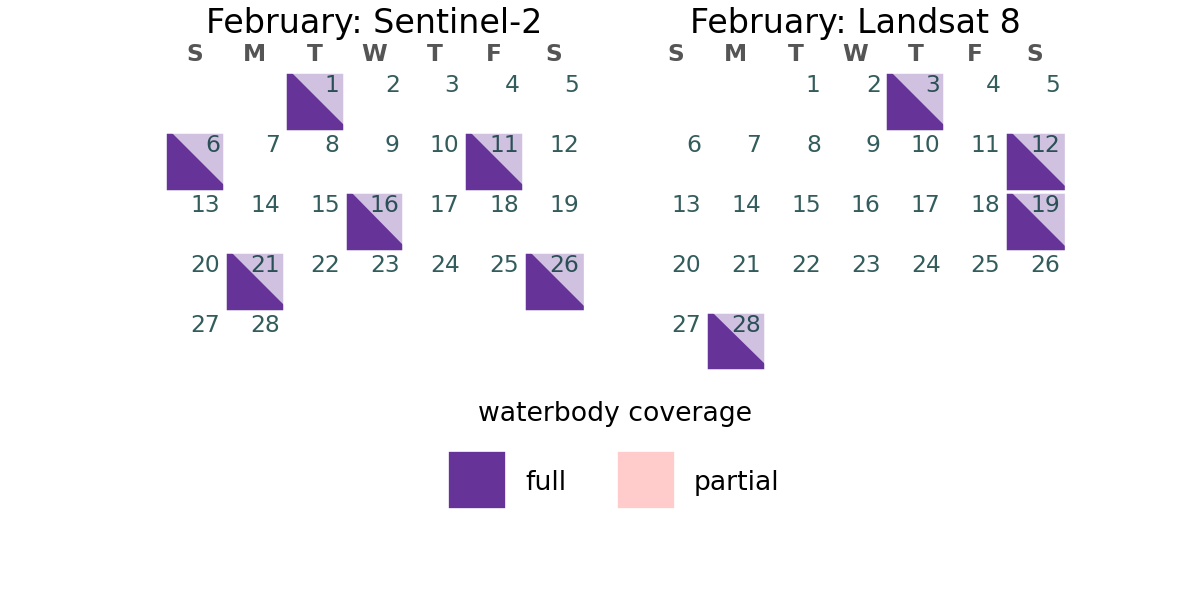 February: Sentinel-2
S M T W T F S
1 2 3 4 5
6 7 8 9 10 11 12
13 14 15 16 17 18 19
20 21 22 23 24 25 26
27 28
February: Landsat 8
S M T W T F S
1 2 3 4 5
6 7 8 9 10 11 12
13 14 15 16 17 18 19
20 21 22 23 24 25 26
27 28
waterbody coverage
full partial